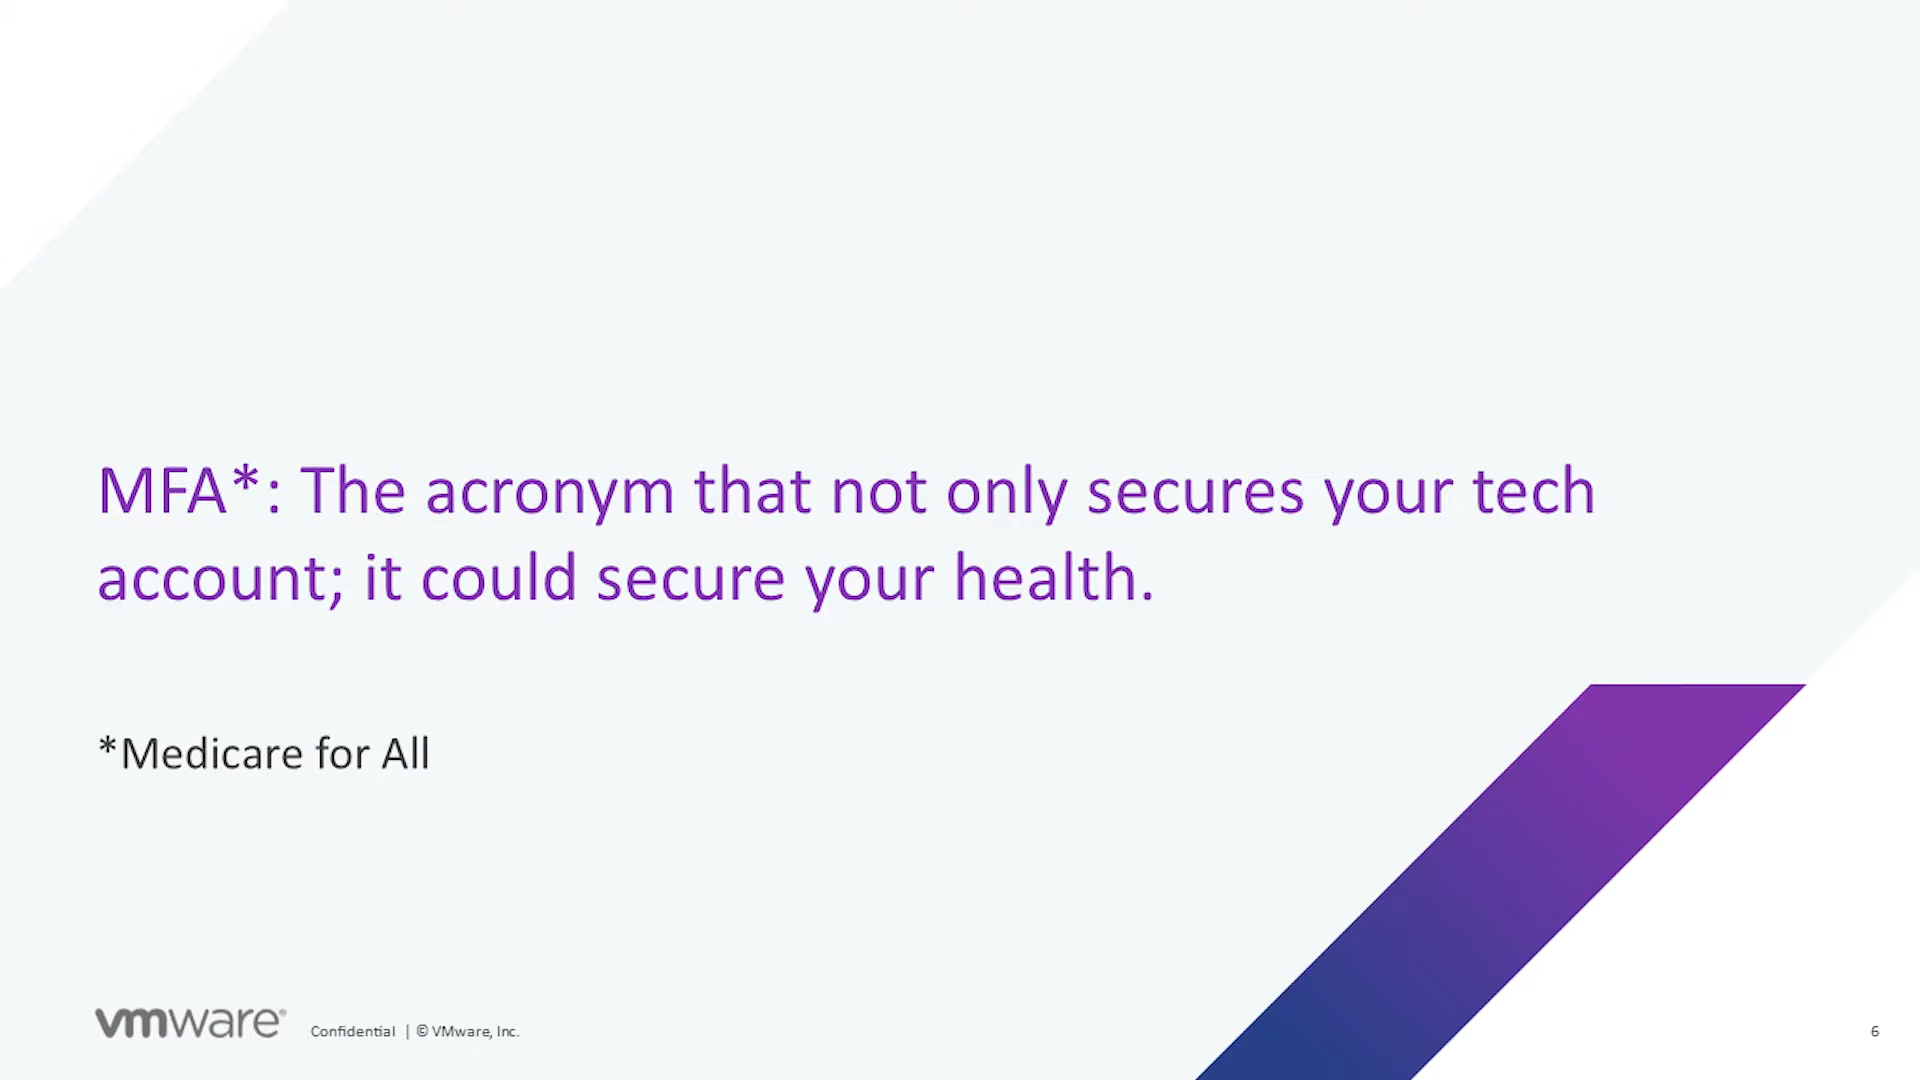 MFA*: The acronym that not only secures your tech
account; it could secure your health.
*Medicare for All
vmware® Confidential | © VMware, Inc.
6